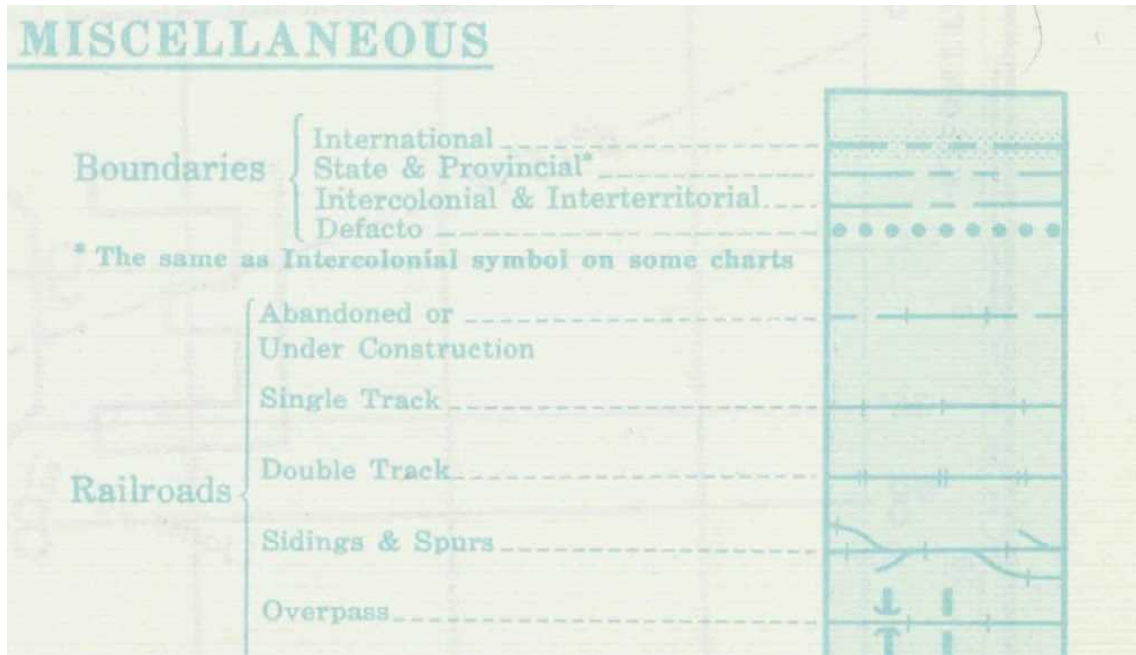 MISCELLANEOUS
Boundaries
International
State & Provincial*
Intercolonial & Interterritorial
Defacto
* The same as Intercolonial symbol on some charts
Railroads
Abandoned or
Under Construction
Single Track
Double Track
Sidings & Spurs
Overpass